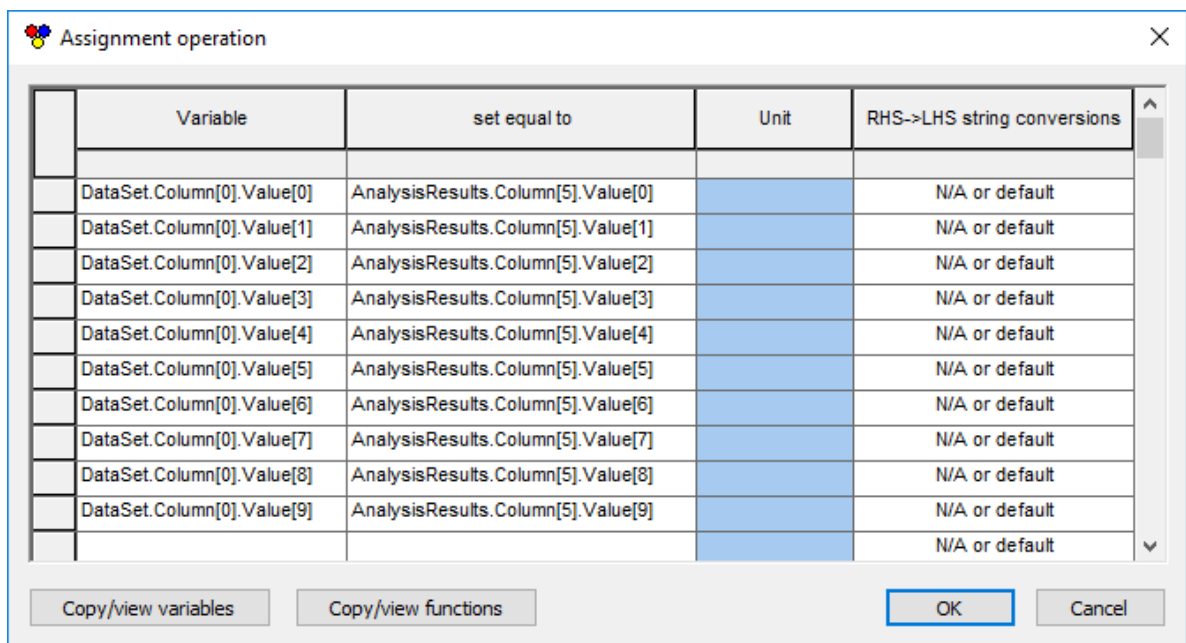 Assignment operation
Variable set equal to Unit RHS->LHS string conversions
DataSet.Column[0].Value[0] AnalysisResults.Column[5].Value[0] N/A or default
DataSet.Column[0].Value[1] AnalysisResults.Column[5].Value[1] N/A or default
DataSet.Column[0].Value[2] AnalysisResults.Column[5].Value[2] N/A or default
DataSet.Column[0].Value[3] AnalysisResults.Column[5].Value[3] N/A or default
DataSet.Column[0].Value[4] AnalysisResults.Column[5].Value[4] N/A or default
DataSet.Column[0].Value[5] AnalysisResults.Column[5].Value[5] N/A or default
DataSet.Column[0].Value[6] AnalysisResults.Column[5].Value[6] N/A or default
DataSet.Column[0].Value[7] AnalysisResults.Column[5].Value[7] N/A or default
DataSet.Column[0].Value[8] AnalysisResults.Column[5].Value[8] N/A or default
DataSet.Column[0].Value[9] AnalysisResults.Column[5].Value[9] N/A or default
N/A or default
Copy/view variables Copy/view functions OK Cancel